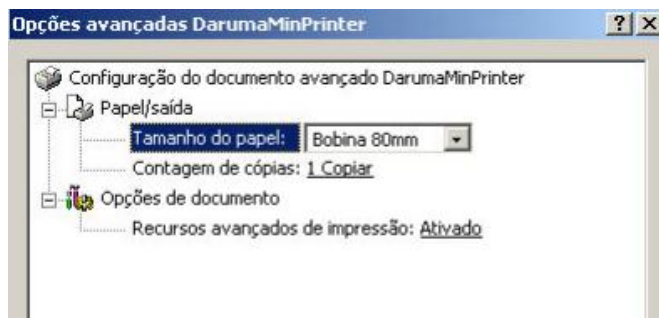 Opções avançadas DarumaMinPrinter
Configuração do documento avançado DarumaMinPrinter
Papel/saída
Tamanho do papel: Bobina 80mm
Contagem de cópias: 1 Copiar
Opções de documento
Recursos avançados de impressão: Ativado